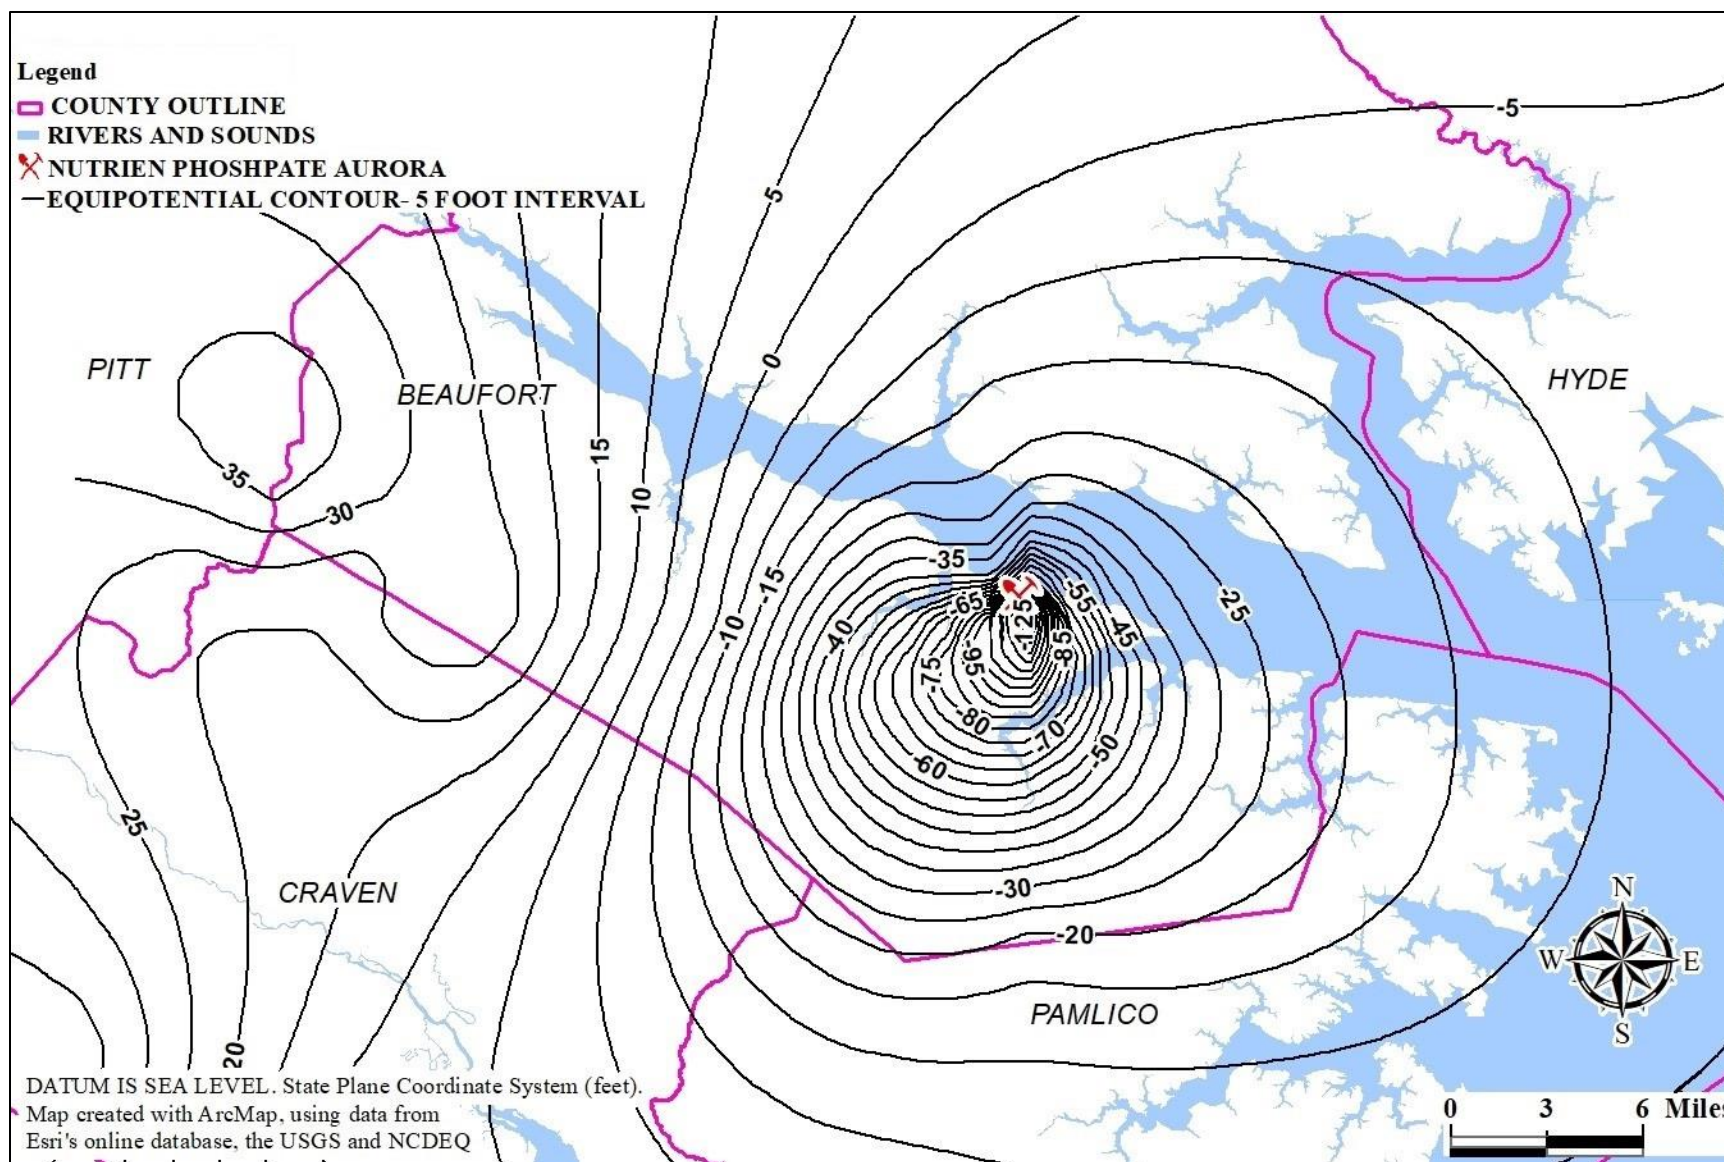 Legend
COUNTY OUTLINE
RIVERS AND SOUNDS
NUTRIEN PHOSHPATE AURORA
EQUIPOTENTIAL CONTOUR- 5 FOOT INTERVAL
-5
5
0
PITT
BEAUFORT
HYDE
15
10
35
30
-35
-15
-10
-40
-65
-125
-55
-45
-85
-25
-95
-75
-80
-70
-50
-60
25
CRAVEN
-30
-20
PAMLICO
20
N
W
E
S
DATUM IS SEA LEVEL. State Plane Coordinate System (feet).
Map created with ArcMap, using data from
Esri's online database, the USGS and NCDEQ
0 3 6 Miles